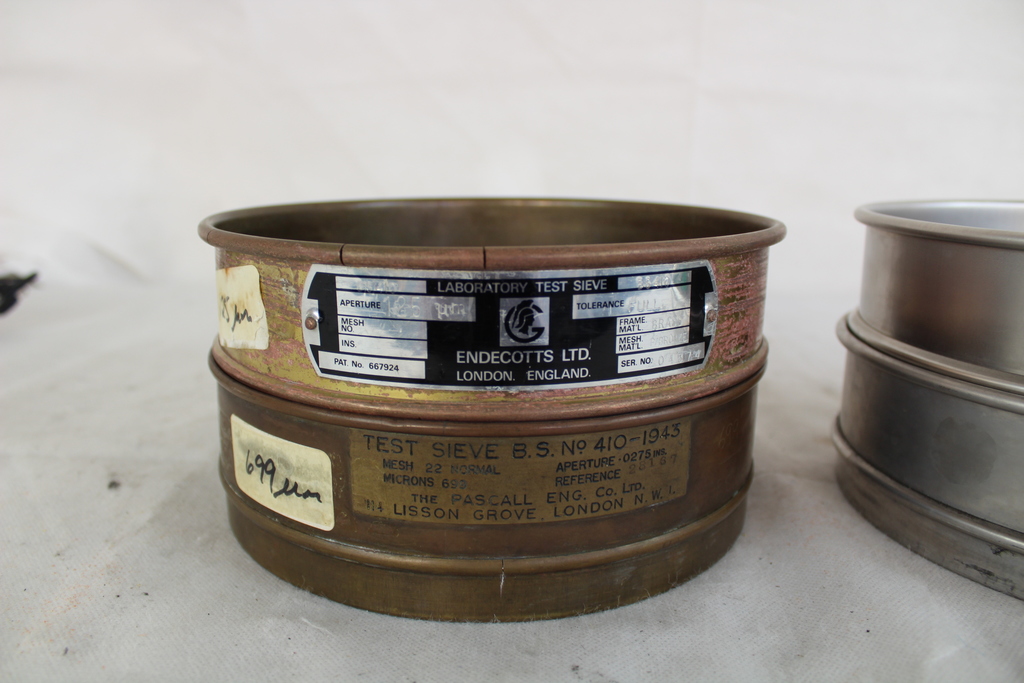 LABORATORY TEST SIEVE
APERTURE
TOLERANCE
MESH NO.
FRAME MAT'L. BRASS
INS.
MESH. MAT'L.
PAT. No. 667924
SER. NO.
ENDECOTTS LTD.
LONDON. ENGLAND.
μm
699 μm
TEST SIEVE B.S. No 410-1943
MESH 22 NORMAL
APERTURE .0275 INS.
MICRONS 699
REFERENCE
THE PASCALL ENG. Co. LTD.
114 LISSON GROVE, LONDON N.W.1.